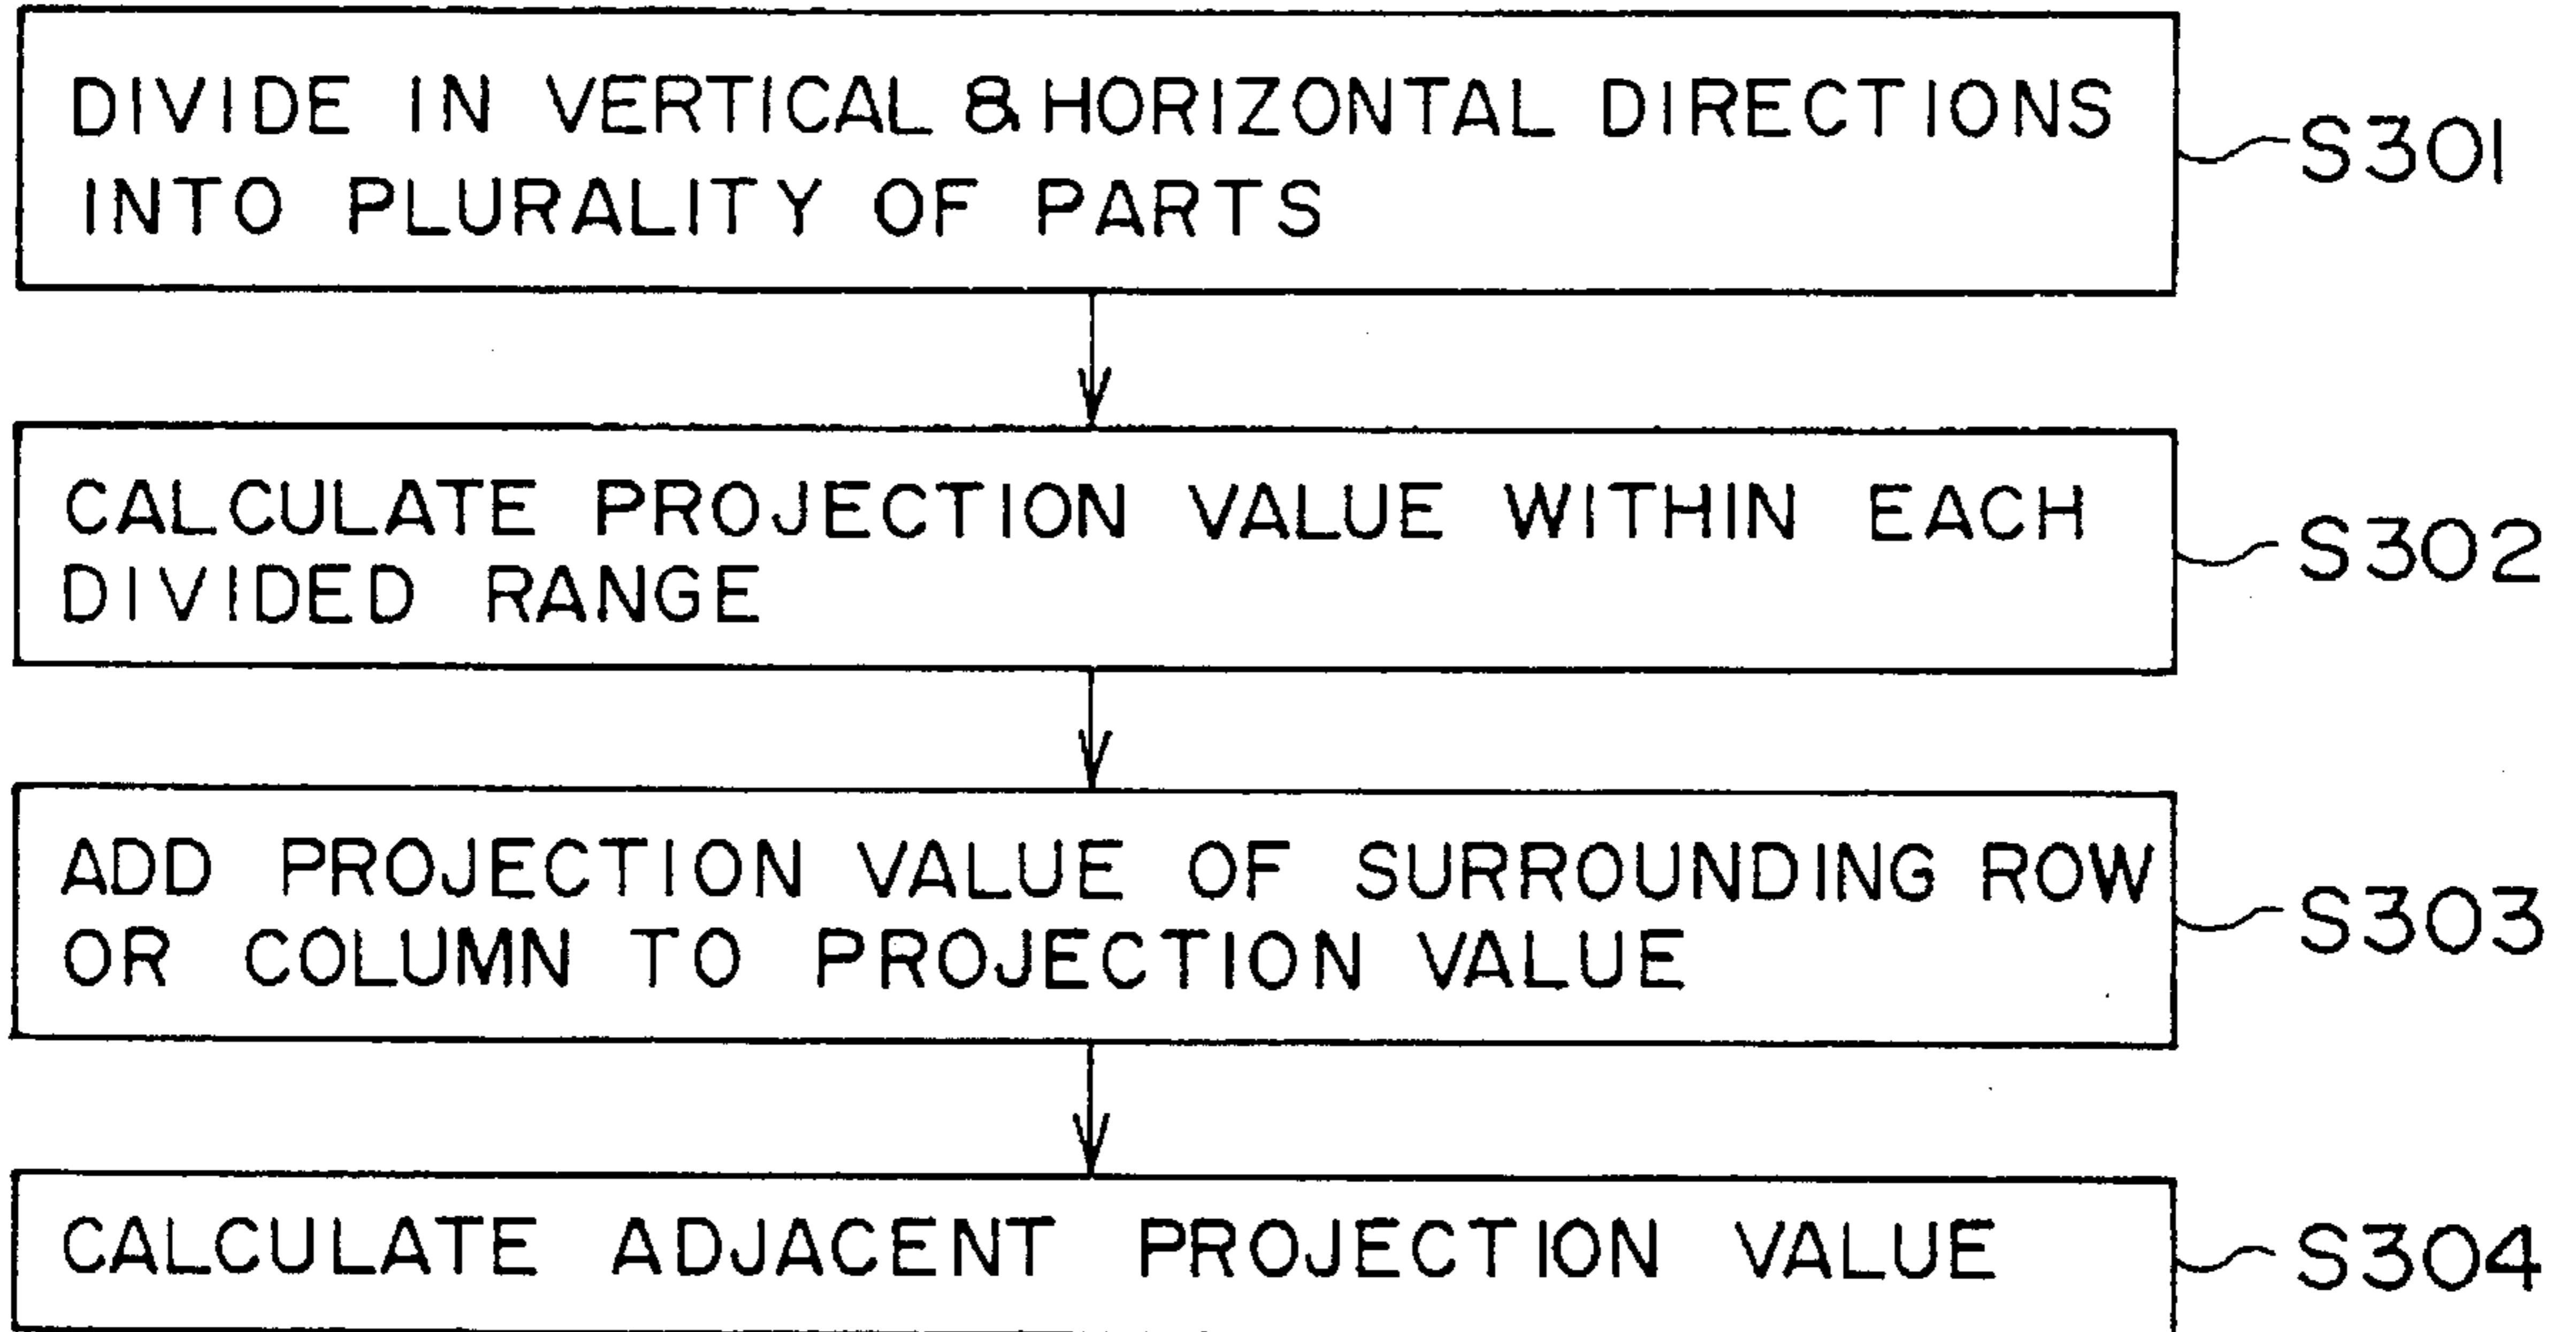 DIVIDE IN VERTICAL & HORIZONTAL DIRECTIONS
INTO PLURALITY OF PARTS
S301
CALCULATE PROJECTION VALUE WITHIN EACH
DIVIDED RANGE
S302
ADD PROJECTION VALUE OF SURROUNDING ROW
OR COLUMN TO PROJECTION VALUE
S303
CALCULATE ADJACENT PROJECTION VALUE
S304